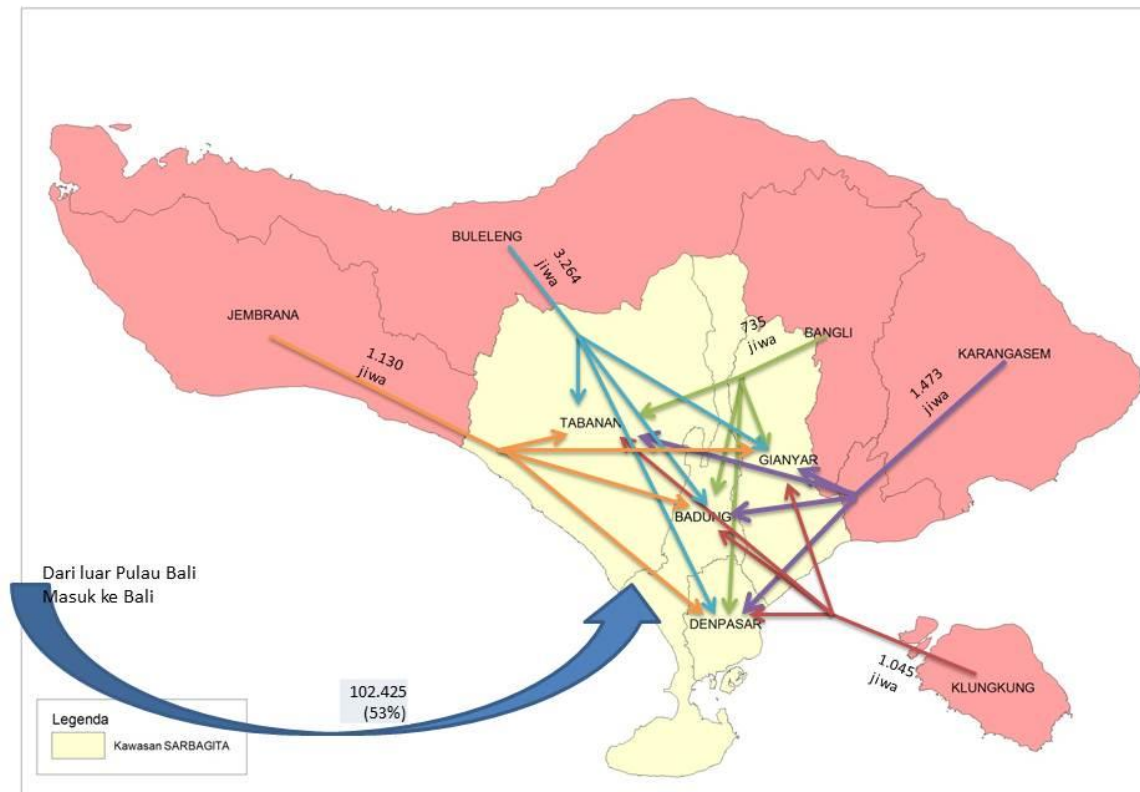 BULELENG
3.264
jiwa
JEMBRANA
1.130
jiwa
735
jiwa
BANGLI
KARANGASEM
1.473
jiwa
TABANAN
GIANYAR
BADUNG
Dari luar Pulau Bali
Masuk ke Bali
DENPASAR
1.045
jiwa
KLUNGKUNG
102.425
(53%)
Legenda
Kawasan SARBAGITA